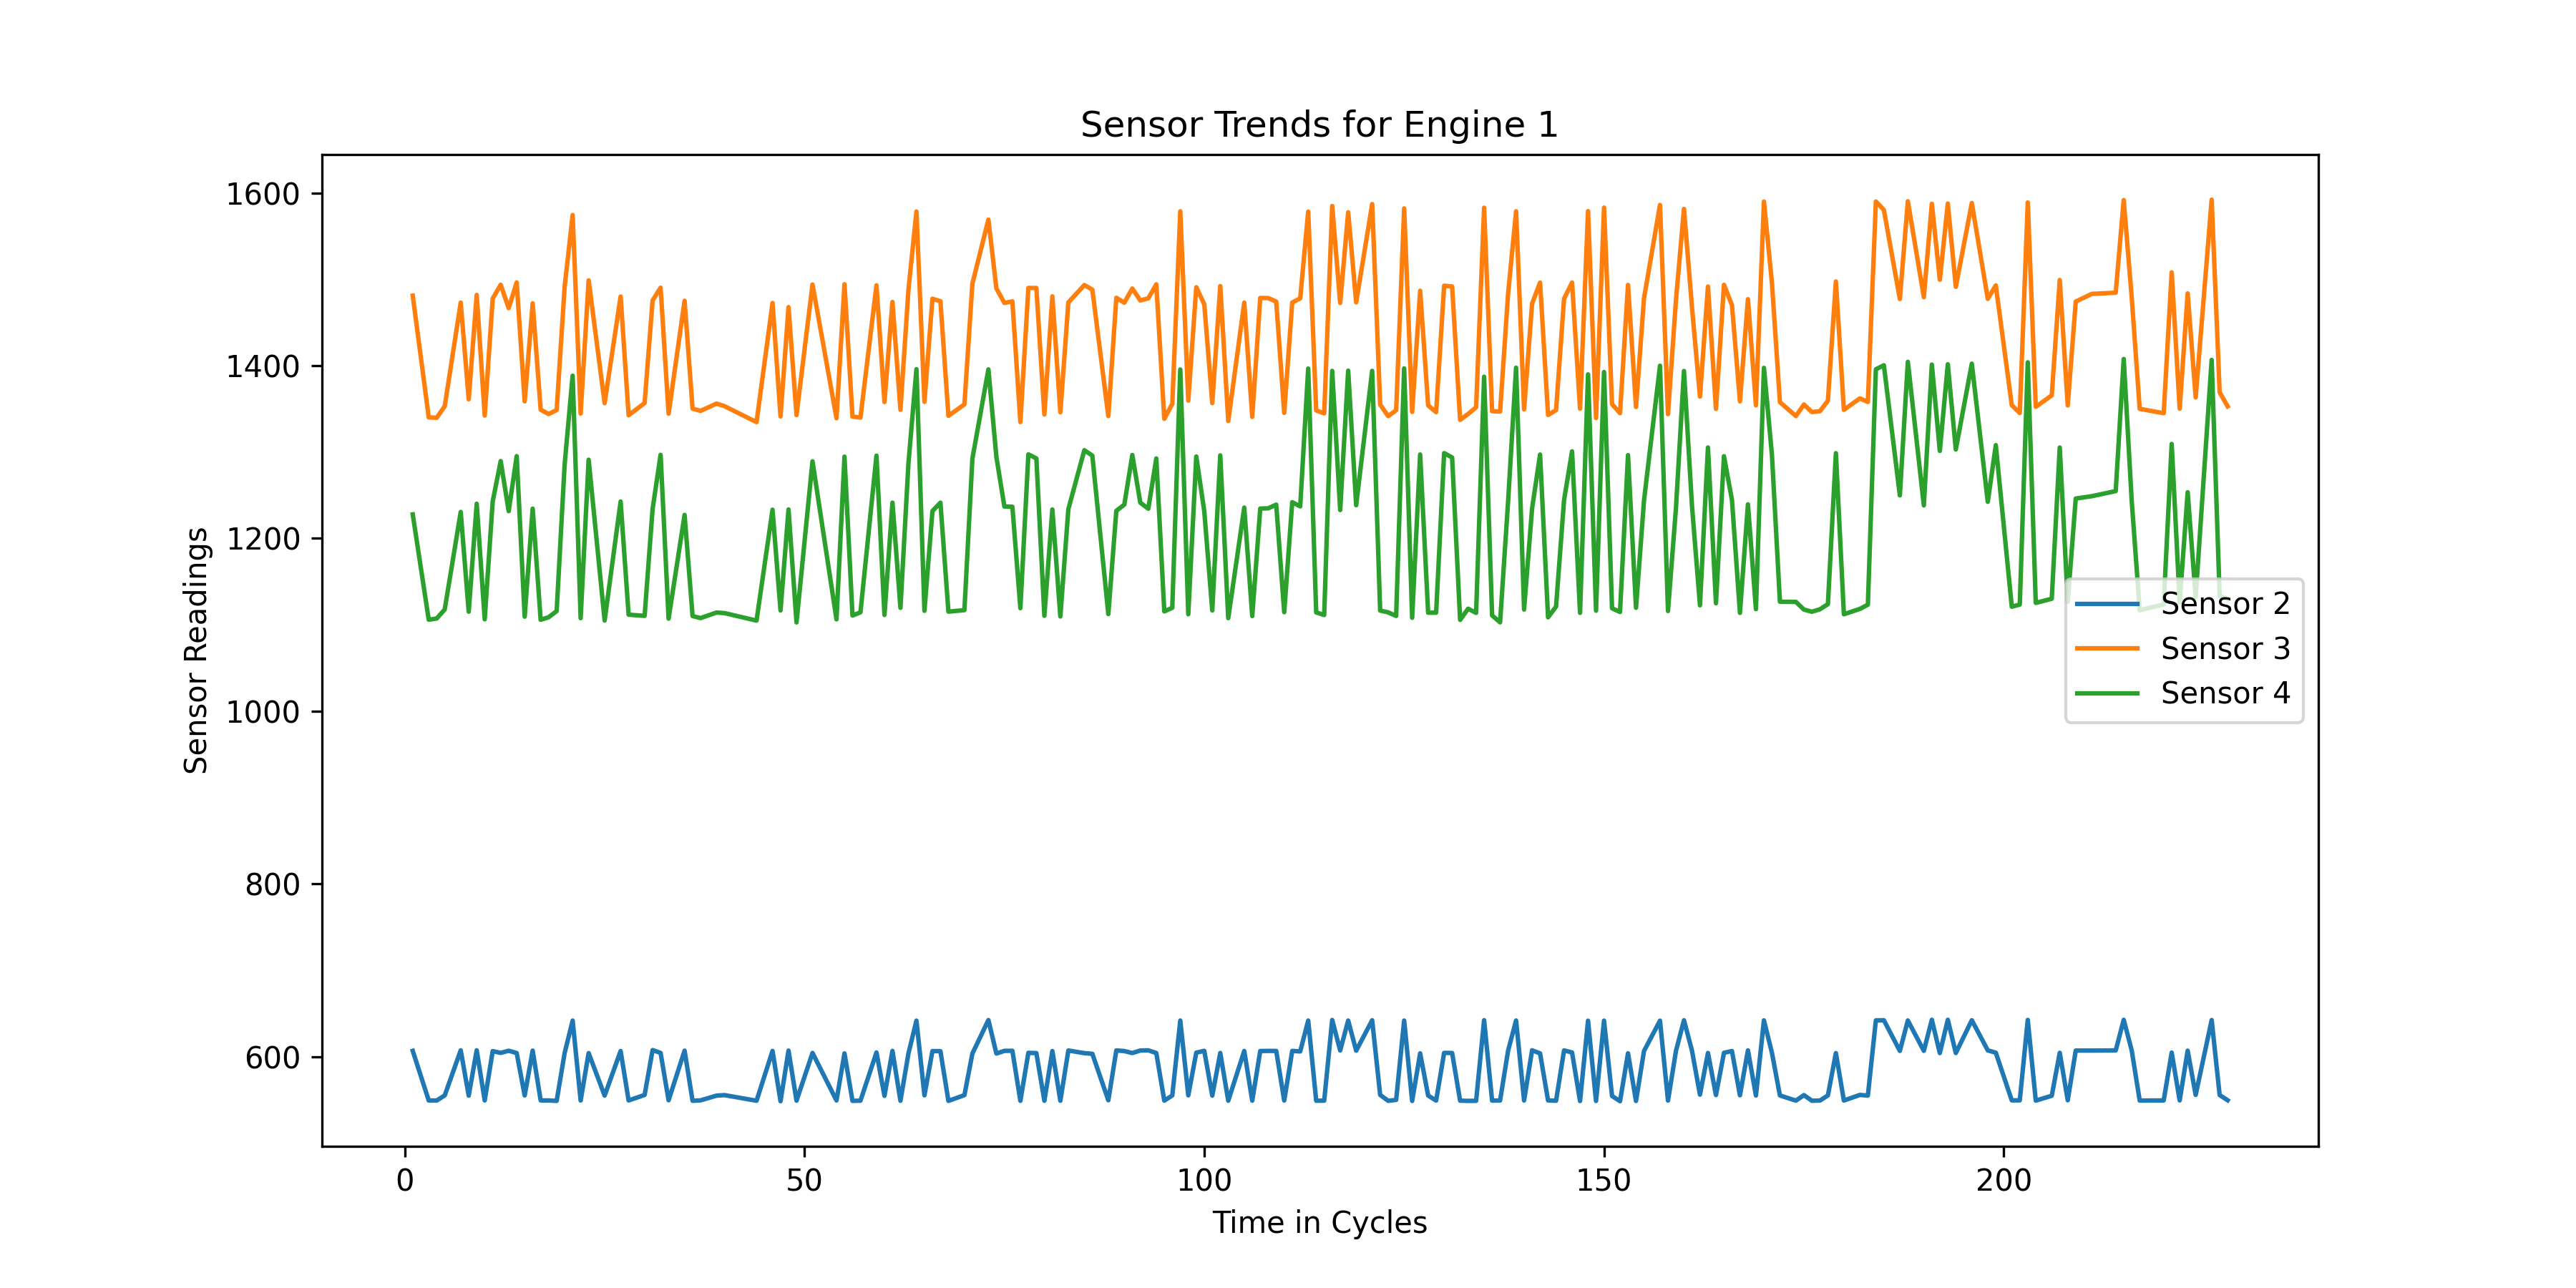 Sensor Trends for Engine 1
1600
1400
1200
1000
800
600
Sensor Readings
Sensor 2
Sensor 3
Sensor 4
0 50 100 150 200
Time in Cycles